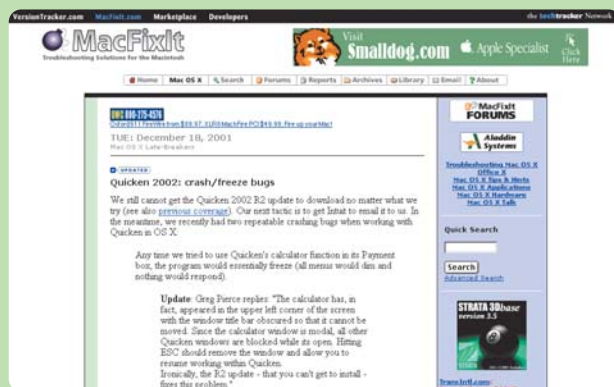 VersionTracker.com MacFixIt.com Marketplace Developers
the techtracker Network
MacFixIt
Troubleshooting Solutions for the Macintosh
Visit
Smalldog.com
Apple Specialist
Click
Here
Home Mac OS X Search Forums Reports Archives Library Email About
OWC 800-275-4576
TUE: December 18, 2001
Mac OS X Late-Breakers
UPDATED
Quicken 2002: crash/freeze bugs
We still cannot get the Quicken 2002 R2 update to download no matter what we
try (see also previous coverage). Our next tactic is to get Intuit to email it to us. In
the meantime, we recently had two repeatable crashing bugs when working with
Quicken in OS X:
Any time we tried to use Quicken's calculator function in its Payment
box, the program would essentially freeze (all menus would dim and
nothing would respond).
Update: Greg Pierce replies: "The calculator has, in
fact, appeared in the upper left corner of the screen
with the window title bar obscured so that it cannot be
moved. Since the calculator window is modal, all other
Quicken windows are blocked while its open. Hitting
ESC should remove the window and allow you to
resume working within Quicken.
Ironically, the R2 update - that you can't get to install -
fixes this problem."
MacFixIt
FORUMS
Aladdin
Systems
Troubleshooting Mac OS X
Office X
Mac OS X Tips & Hints
Mac OS X Applications
Mac OS X Hardware
Mac OS X Talk
Quick Search
Search
Advanced Search
STRATA 3Dbase
version 3.5
TransIntl.com: